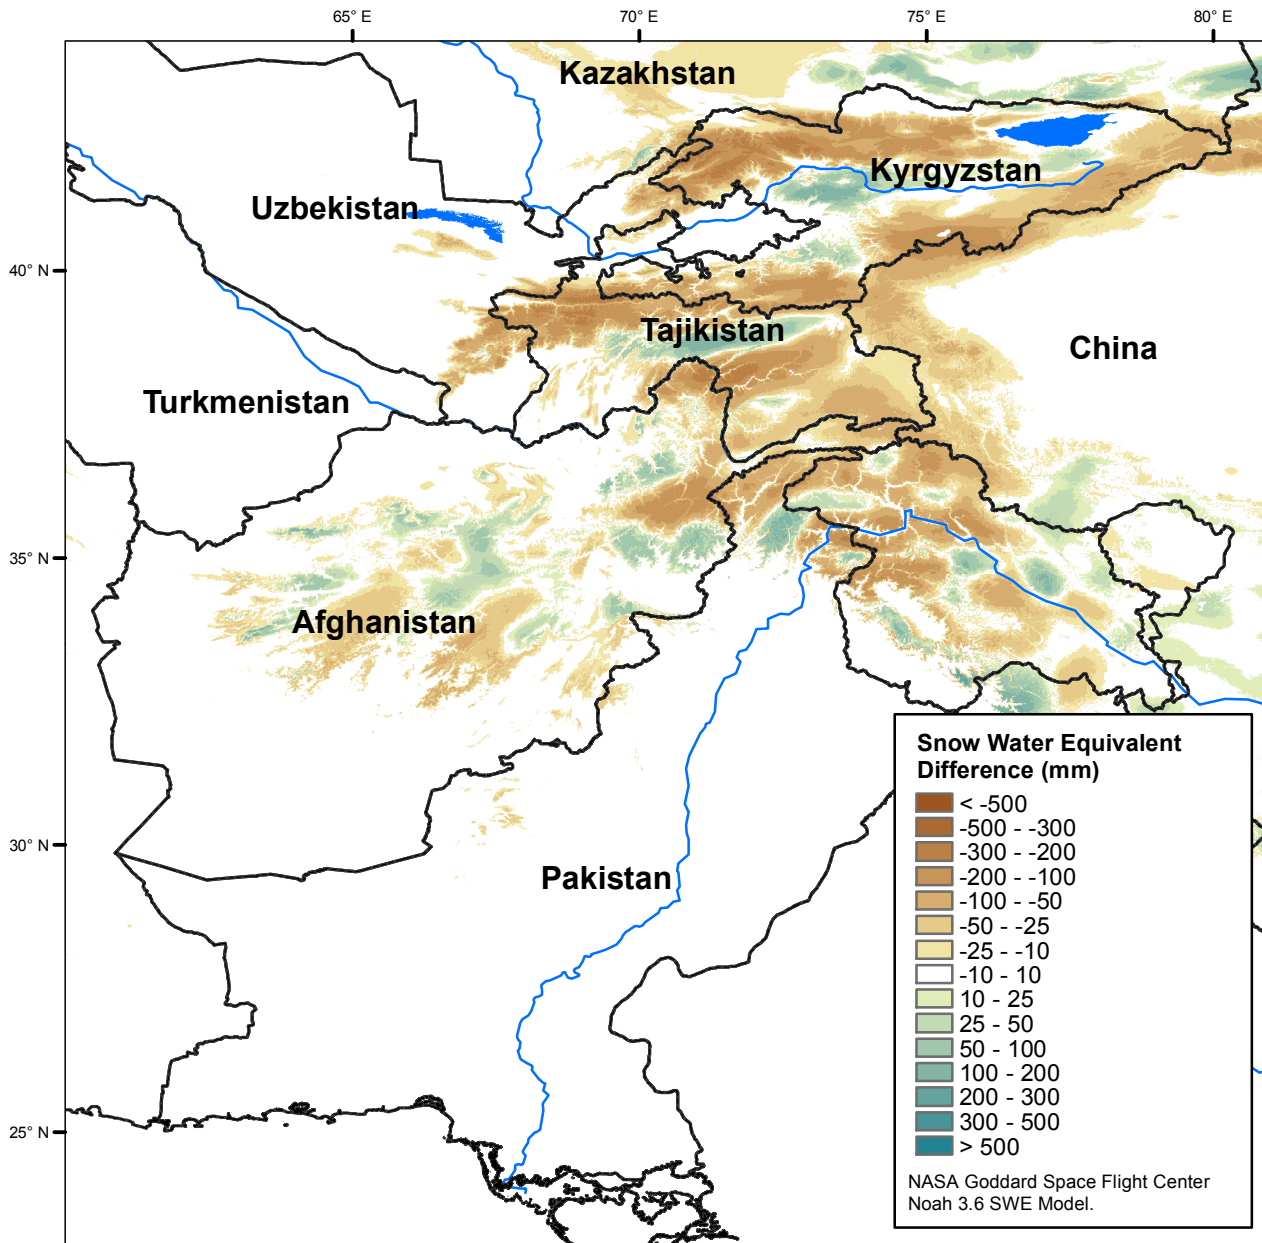 65° E
70° E
75° E
80° E
Kazakhstan
Kyrgyzstan
Uzbekistan
40° N
Tajikistan
China
Turkmenistan
35° N
Afghanistan
30° N
Pakistan
25° N
Snow Water Equivalent
Difference (mm)
< -500
-500 - -300
-300 - -200
-200 - -100
-100 - -50
-50 - -25
-25 - -10
-10 - 10
10 - 25
25 - 50
50 - 100
100 - 200
200 - 300
300 - 500
> 500
NASA Goddard Space Flight Center
Noah 3.6 SWE Model.